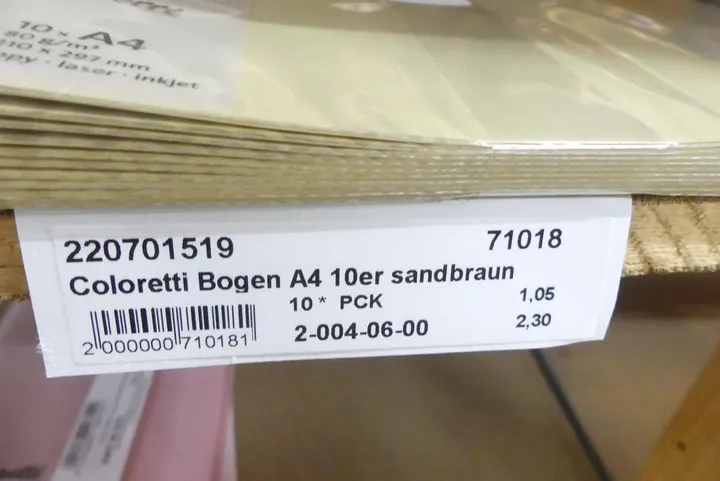 10 × A4
80 g/m²
210 × 297 mm
copy · laser · inkjet
220701519
71018
Coloretti Bogen A4 10er sandbraun
10 * PCK
1,05
2 000000 710181
2-004-06-00
2,30